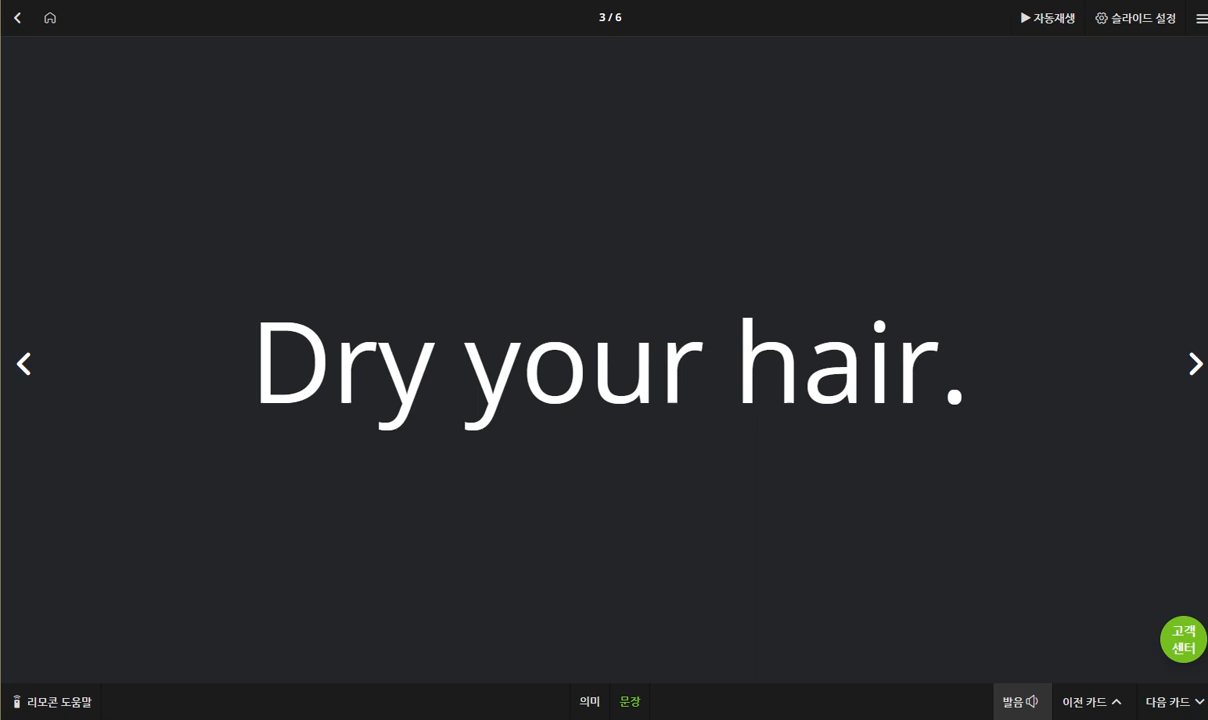 3 / 6
자동재생
슬라이드 설정
Dry your hair.
고객
센터
리모콘 도움말
의미
문장
발음
이전 카드
다음 카드